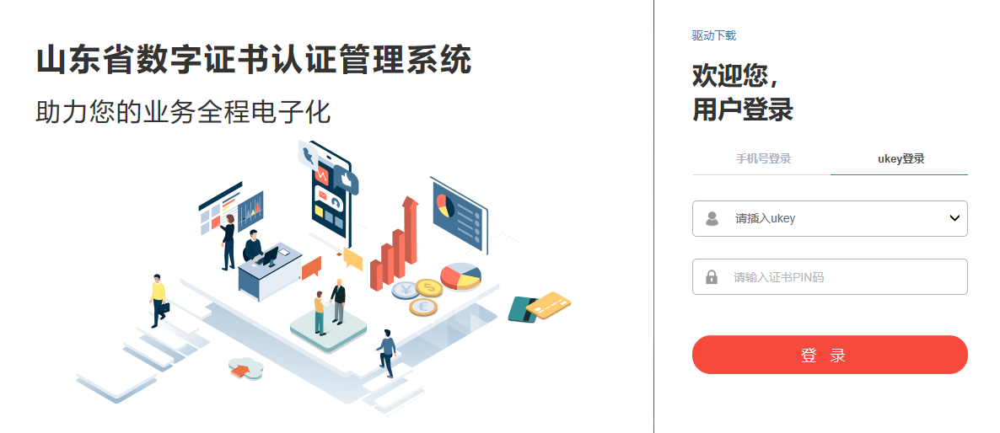 山东省数字证书认证管理系统
助力您的业务全程电子化
驱动下载
欢迎您，
用户登录
手机号登录 ukey登录
请插入ukey
请输入证书PIN码
登 录